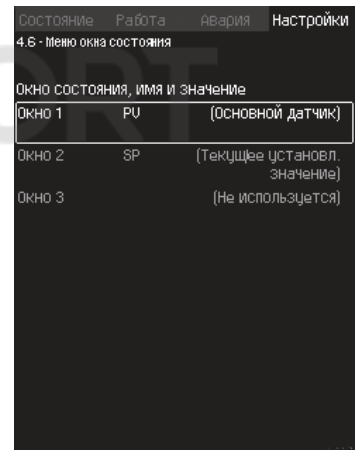 Состояние Работа Авария Настройки
4.6 - Меню окна состояния
Окно состояния, имя и значение
Окно 1 PV (Основной датчик)
Окно 2 SP (Текущее установл.
значение)
Окно 3 (Не используется)